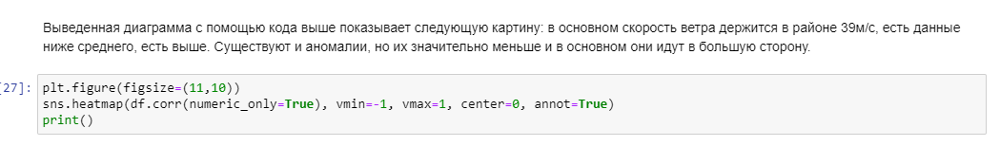 Выведенная диаграмма с помощью кода выше показывает следующую картину: в основном скорость ветра держится в районе 39м/с, есть данные
ниже среднего, есть выше. Существуют и аномалии, но их значительно меньше и в основном они идут в большую сторону.
[27]: plt.figure(figsize=(11,10))
sns.heatmap(df.corr(numeric_only=True), vmin=-1, vmax=1, center=0, annot=True)
print()